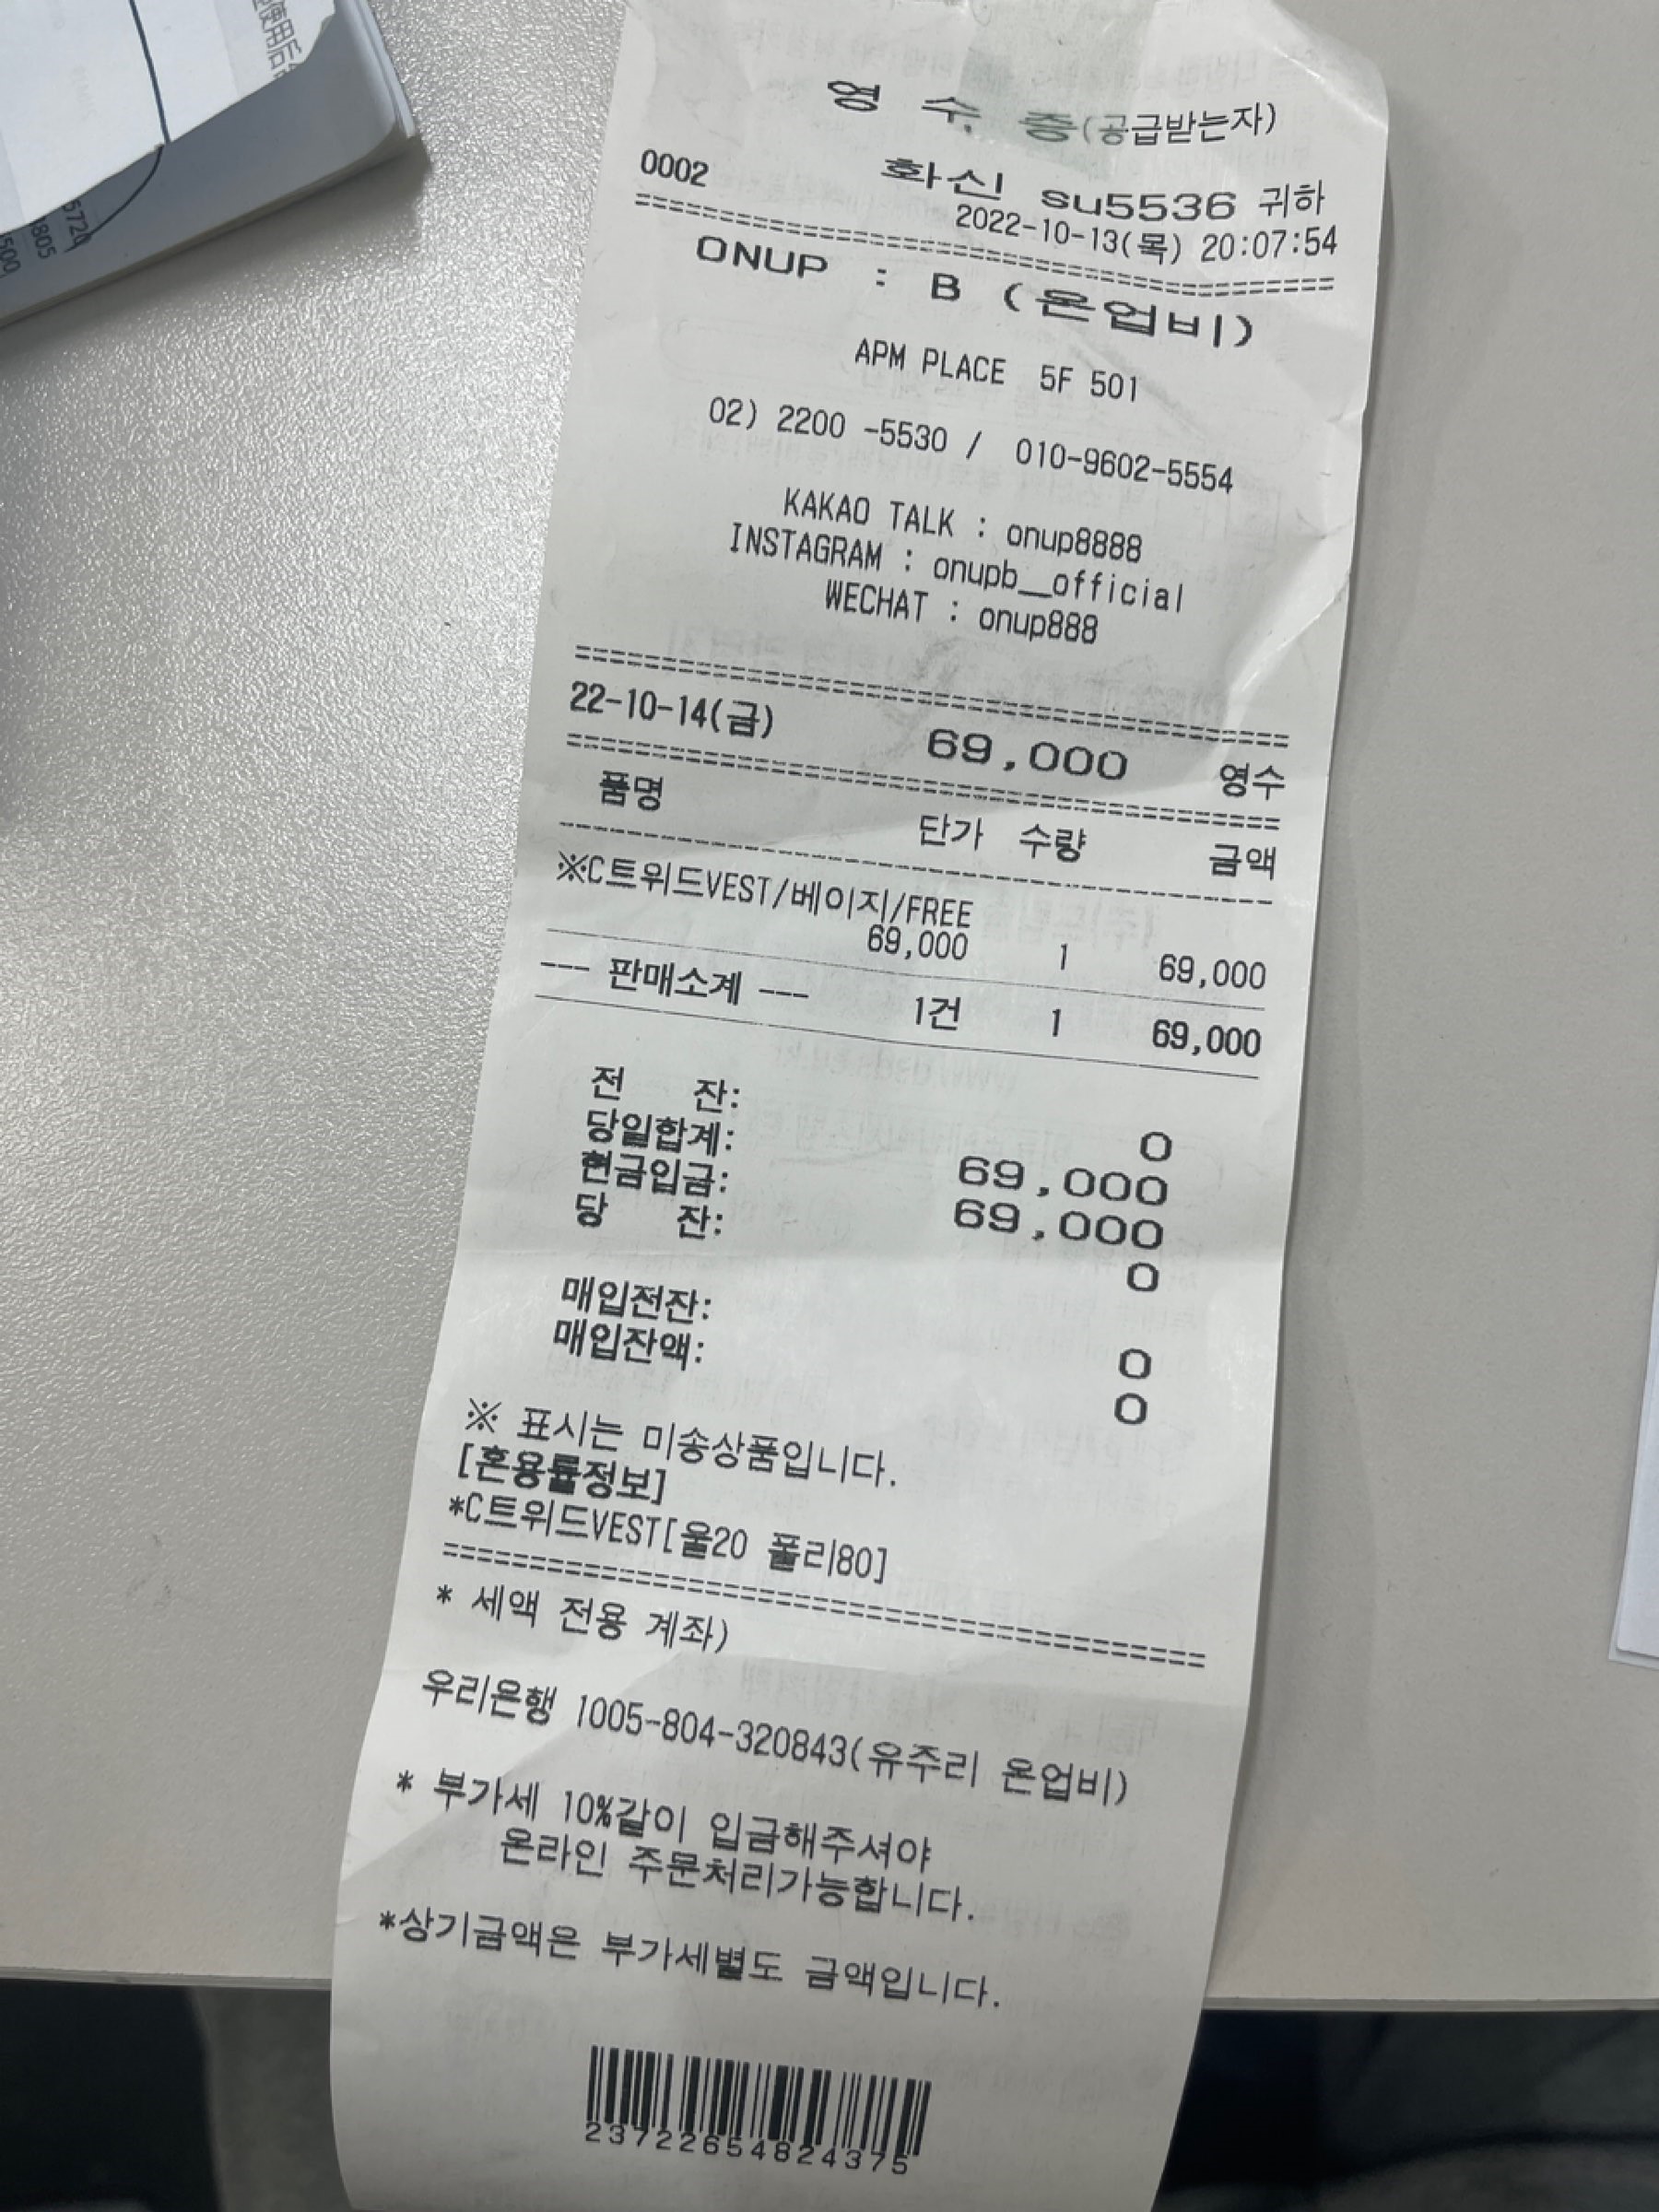 使用后
5720
805
500
영 수 증(공급받는자)
0002 화신 su5536 귀하
2022-10-13(목) 20:07:54
================================
ONUP : B (온업비)
APM PLACE 5F 501
02) 2200 -5530 / 010-9602-5554
KAKAO TALK : onup8888
INSTAGRAM : onupb__official
WECHAT : onup888
================================
22-10-14(금) 69,000 영수
================================
품명 단가 수량 금액
※C트위드VEST/베이지/FREE
69,000 1 69,000
--- 판매소계 --- 1건 1 69,000
전 잔: 0
당일합계: 69,000
현금입금: 69,000
당 잔: 0
매입전잔: 0
매입잔액: 0
※ 표시는 미송상품입니다.
[혼용률정보]
*C트위드VEST[울20 폴리80]
================================
* 세액 전용 계좌)
우리은행 1005-804-320843(유주리 온업비)
* 부가세 10%같이 입금해주셔야
온라인 주문처리가능합니다.
*상기금액은 부가세별도 금액입니다.
23722654824375